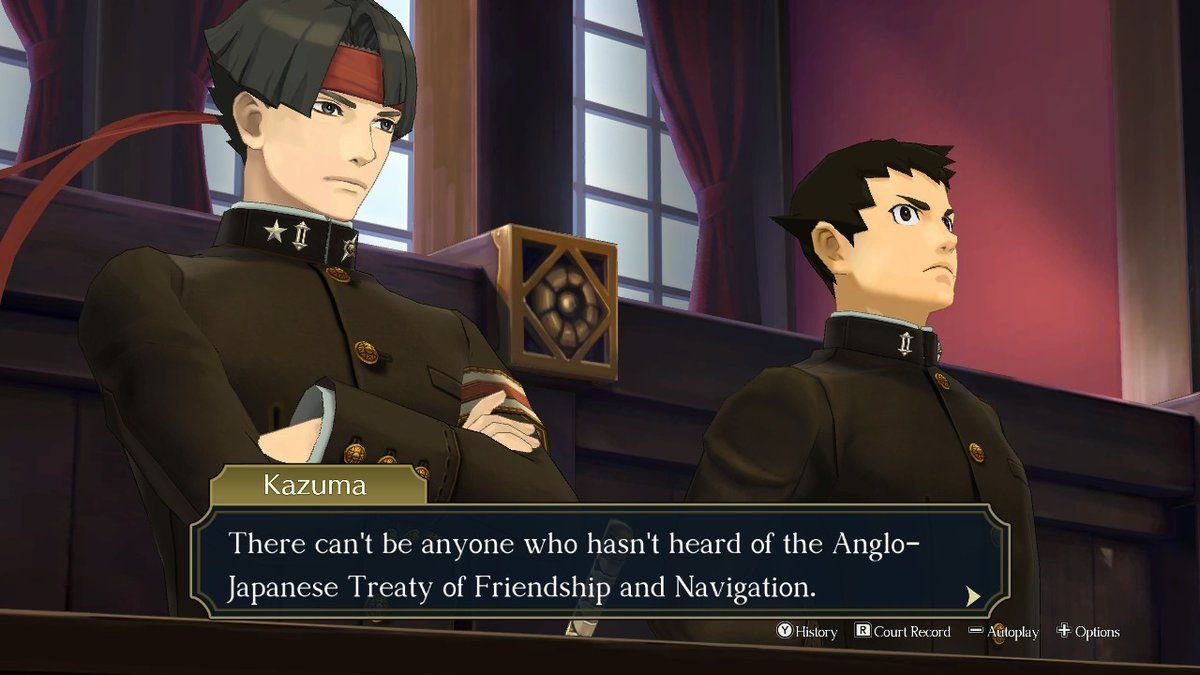 Kazuma
There can't be anyone who hasn't heard of the Anglo-
Japanese Treaty of Friendship and Navigation.
Y History R Court Record − Autoplay + Options